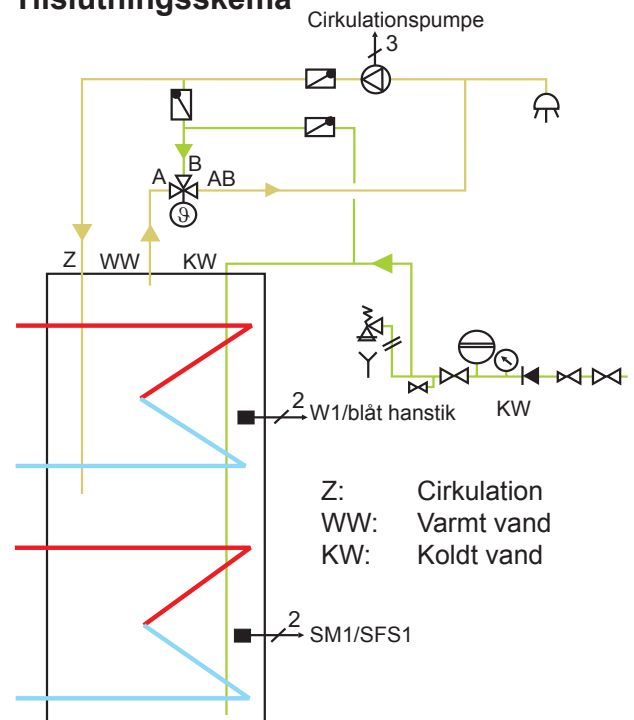 Tilslutningsskema
Cirkulationspumpe
3
B
A
AB
ϑ
Z WW KW
2
W1/blåt hanstik
KW
Z: Cirkulation
WW: Varmt vand
KW: Koldt vand
2
SM1/SFS1